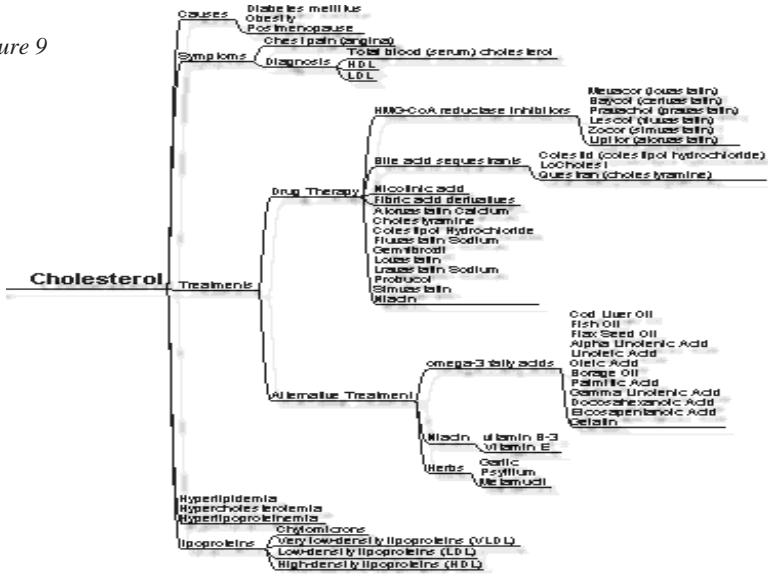 ure 9
Cholesterol
Causes
Diabetes mellitus
Obesity
Postmenopause
Symptoms
Chest pain (angina)
Diagnosis
Total blood (serum) cholesterol
HDL
LDL
Treatments
Drug Therapy
HMG-CoA reductase inhibitors
Mevacor (lovastatin)
Baycol (cerivastatin)
Pravachol (pravastatin)
Lescol (fluvastatin)
Zocor (simvastatin)
Lipitor (atorvastatin)
Bile acid sequestrants
Colestid (colestipol hydrochloride)
LoCholest
Questran (cholestyramine)
Nicotinic acid
Fibric acid derivatives
Atorvastatin Calcium
Cholestyramine
Colestipol Hydrochloride
Fluvastatin Sodium
Gemfibrozil
Lovastatin
Sodium
Probucol
Simvastatin
Niacin
Alternative Treatment
omega-3 fatty acids
Cod Liver Oil
Fish Oil
Flax Seed Oil
Alpha Linolenic Acid
Linoleic Acid
Oleic Acid
Borage Oil
Palmitic Acid
Gamma Linolenic Acid
Docosahexanoic Acid
Eicosapentanoic Acid
Gelatin
Niacin
vitamin B-3
Vitamin E
Herbs
Garlic
Psyllium
Metamucil
Hyperlipidemia
Hypercholesterolemia
Hyperlipoproteinemia
lipoproteins
Chylomicrons
Very low-density lipoproteins (VLDL)
Low-density lipoproteins (LDL)
High-density lipoproteins (HDL)